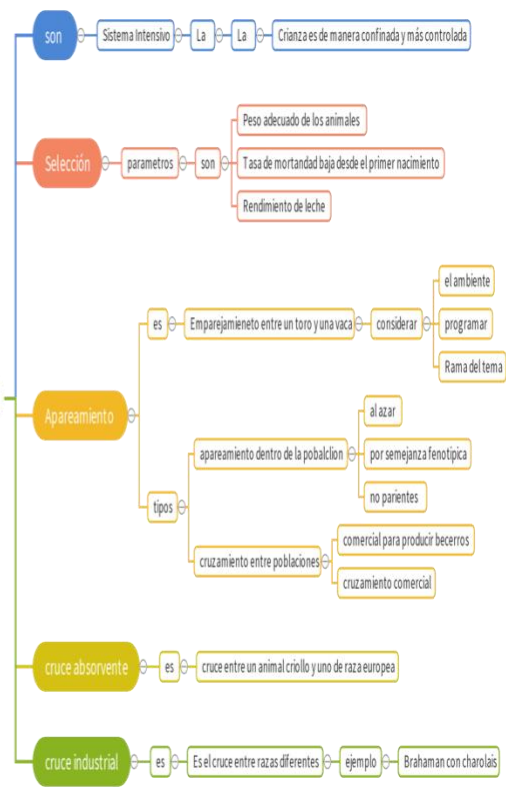 son
Sistema Intensivo
La
La
Crianza es de manera confinada y más controlada
Selección
parametros
son
Peso adecuado de los animales
Tasa de mortandad baja desde el primer nacimiento
Rendimiento de leche
Apareamiento
es
Emparejamieneto entre un toro y una vaca
considerar
el ambiente
programar
Rama del tema
tipos
apareamiento dentro de la pobalcion
al azar
por semejanza fenotipica
no parientes
cruzamiento entre poblaciones
comercial para producir becerros
cruzamiento comercial
cruce absorvente
es
cruce entre un animal criollo y uno de raza europea
cruce industrial
es
Es el cruce entre razas diferentes
ejemplo
Brahaman con charolais